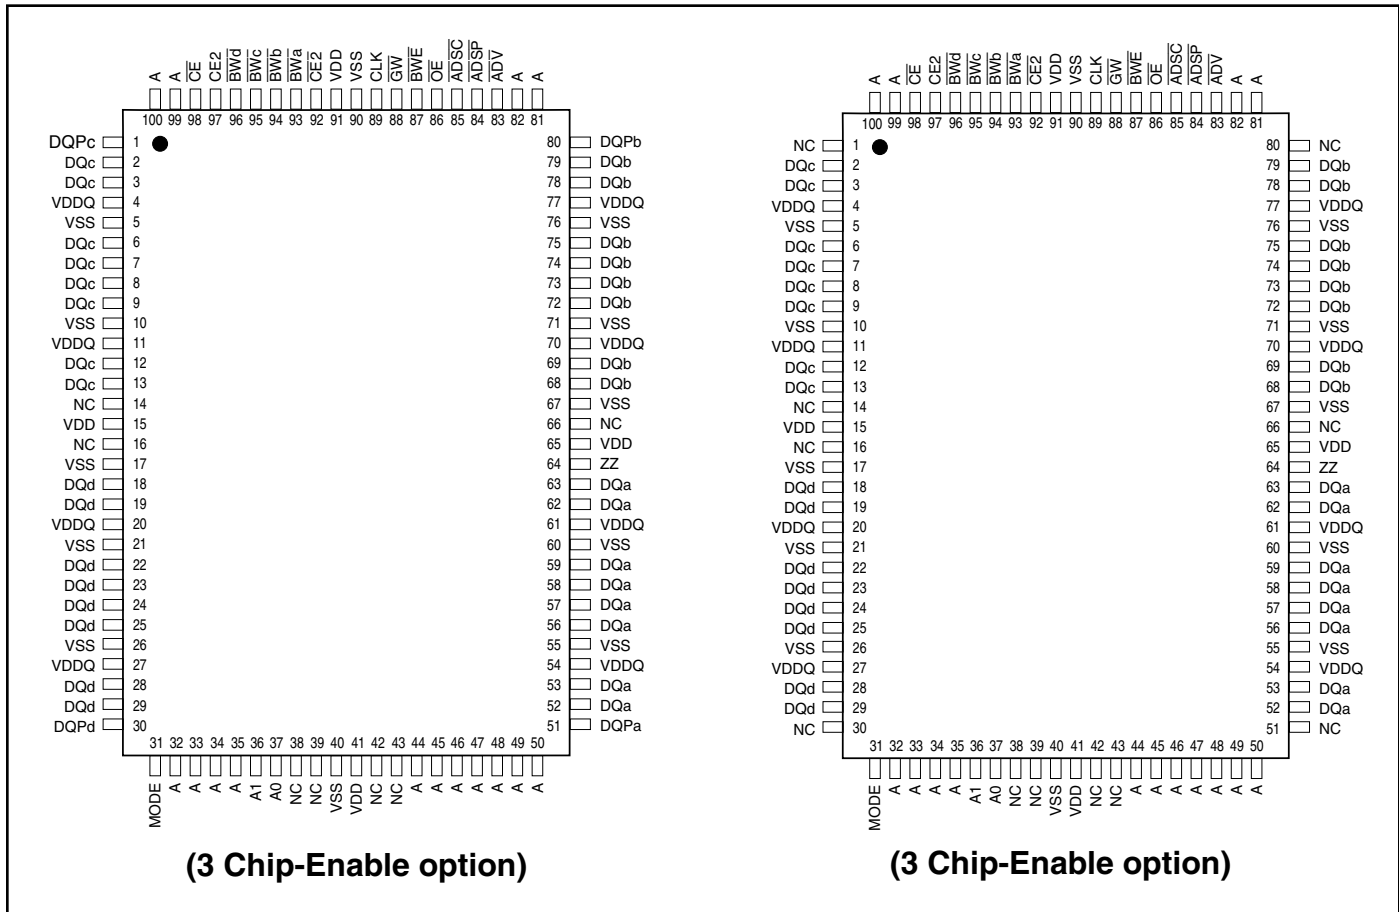 A A CE CE2 BWd BWc BWb BWa CE2 VDD VSS CLK GW BWE OE ADSC ADSP ADV A A
100 99 98 97 96 95 94 93 92 91 90 89 88 87 86 85 84 83 82 81
DQPc 1 80 DQPb
DQc 2 79 DQb
DQc 3 78 DQb
VDDQ 4 77 VDDQ
VSS 5 76 VSS
DQc 6 75 DQb
DQc 7 74 DQb
DQc 8 73 DQb
DQc 9 72 DQb
VSS 10 71 VSS
VDDQ 11 70 VDDQ
DQc 12 69 DQb
DQc 13 68 DQb
NC 14 67 VSS
VDD 15 66 NC
NC 16 65 VDD
VSS 17 64 ZZ
DQd 18 63 DQa
DQd 19 62 DQa
VDDQ 20 61 VDDQ
VSS 21 60 VSS
DQd 22 59 DQa
DQd 23 58 DQa
DQd 24 57 DQa
DQd 25 56 DQa
VSS 26 55 VSS
VDDQ 27 54 VDDQ
DQd 28 53 DQa
DQd 29 52 DQa
DQPd 30 51 DQPa
31 32 33 34 35 36 37 38 39 40 41 42 43 44 45 46 47 48 49 50
MODE A A A A A1 A0 NC NC VSS VDD NC NC A A A A A A A
(3 Chip-Enable option)
A A CE CE2 BWd BWc BWb BWa CE2 VDD VSS CLK GW BWE OE ADSC ADSP ADV A A
100 99 98 97 96 95 94 93 92 91 90 89 88 87 86 85 84 83 82 81
NC 1 80 NC
DQc 2 79 DQb
DQc 3 78 DQb
VDDQ 4 77 VDDQ
VSS 5 76 VSS
DQc 6 75 DQb
DQc 7 74 DQb
DQc 8 73 DQb
DQc 9 72 DQb
VSS 10 71 VSS
VDDQ 11 70 VDDQ
DQc 12 69 DQb
DQc 13 68 DQb
NC 14 67 VSS
VDD 15 66 NC
NC 16 65 VDD
VSS 17 64 ZZ
DQd 18 63 DQa
DQd 19 62 DQa
VDDQ 20 61 VDDQ
VSS 21 60 VSS
DQd 22 59 DQa
DQd 23 58 DQa
DQd 24 57 DQa
DQd 25 56 DQa
VSS 26 55 VSS
VDDQ 27 54 VDDQ
DQd 28 53 DQa
DQd 29 52 DQa
NC 30 51 NC
31 32 33 34 35 36 37 38 39 40 41 42 43 44 45 46 47 48 49 50
MODE A A A A A1 A0 NC NC VSS VDD NC NC A A A A A A A
(3 Chip-Enable option)